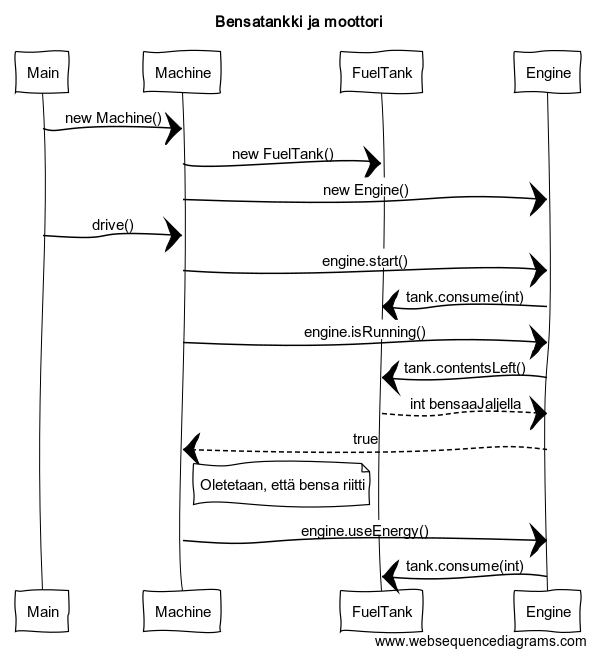 Bensatankki ja moottori
Main
Machine
FuelTank
Engine
new Machine()
new FuelTank()
new Engine()
drive()
engine.start()
tank.consume(int)
engine.isRunning()
tank.contentsLeft()
int bensaaJaljella
true
Oletetaan, että bensa riitti
engine.useEnergy()
tank.consume(int)
Main
Machine
FuelTank
Engine
www.websequencediagrams.com